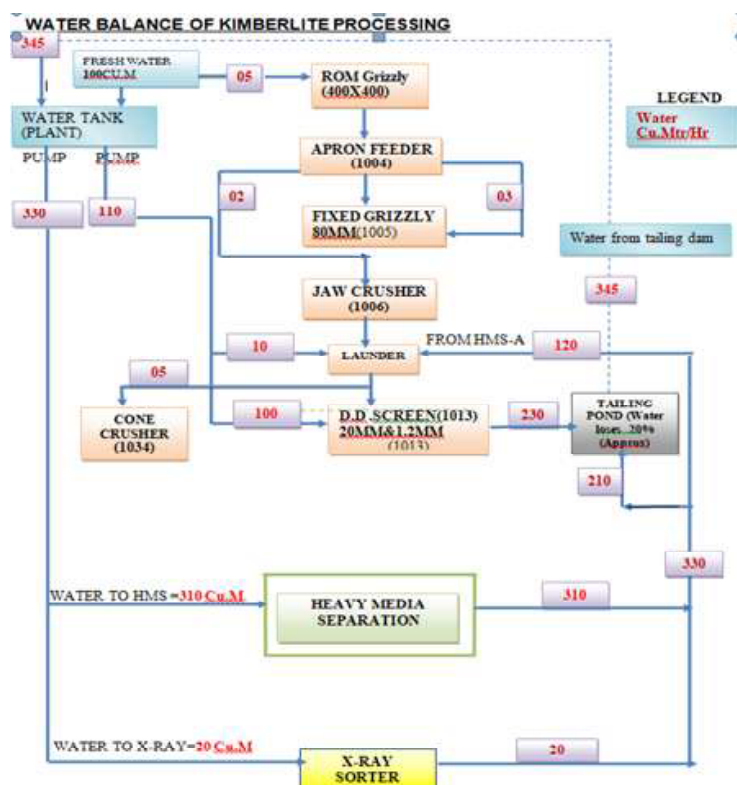 WATER BALANCE OF KIMBERLITE PROCESSING
345
FRESH WATER
100CU.M
05
ROM Grizzly
(400X400)
LEGEND
Water
Cu.Mtr/Hr
WATER TANK
(PLANT)
PUMP
PUMP
APRON FEEDER
(1004)
330
110
02
03
FIXED GRIZZLY
80MM(1005)
Water from tailing dam
JAW CRUSHER
(1006)
345
10
LAUNDER
FROM HMS-A
120
05
CONE
CRUSHER
(1034)
100
D.D.SCREEN(1013)
20MM&1.2MM
(1013)
230
TAILING
POND (Water
loses 20%
(Approx)
210
330
WATER TO HMS =310 Cu.M
HEAVY MEDIA
SEPARATION
310
WATER TO X-RAY=20 Cu.M
X-RAY
SORTER
20